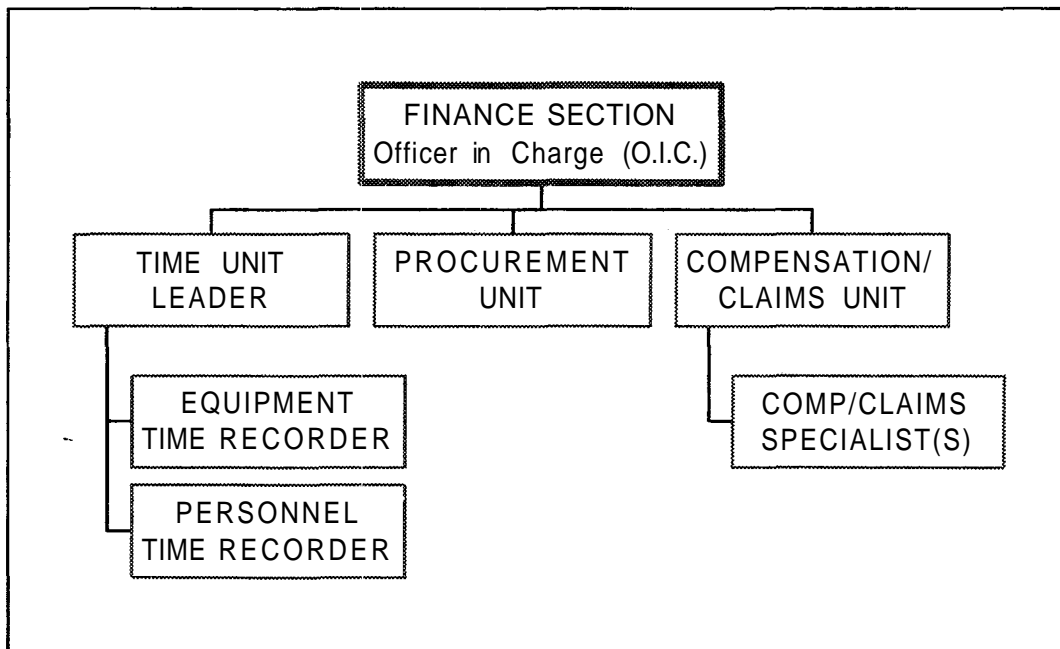 FINANCE SECTION
Officer in Charge (O.I.C.)
TIME UNIT
LEADER
PROCUREMENT
UNIT
COMPENSATION/
CLAIMS UNIT
EQUIPMENT
TIME RECORDER
PERSONNEL
TIME RECORDER
COMP/CLAIMS
SPECIALIST(S)